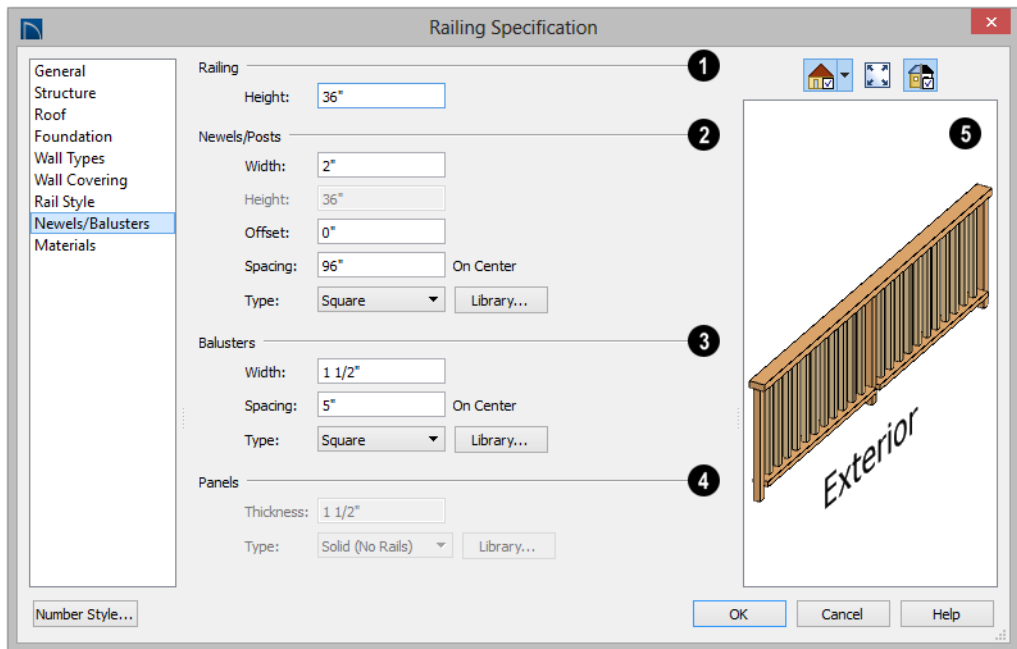 Railing Specification
General
Structure
Roof
Foundation
Wall Types
Wall Covering
Rail Style
Newels/Balusters
Materials
Railing 1
Height: 36"
Newels/Posts 2
Width: 2"
Height: 36"
Offset: 0"
Spacing: 96" On Center
Type: Square Library...
Balusters 3
Width: 1 1/2"
Spacing: 5" On Center
Type: Square Library...
Panels 4
Thickness: 1 1/2"
Type: Solid (No Rails) Library...
5
Exterior
Number Style... OK Cancel Help